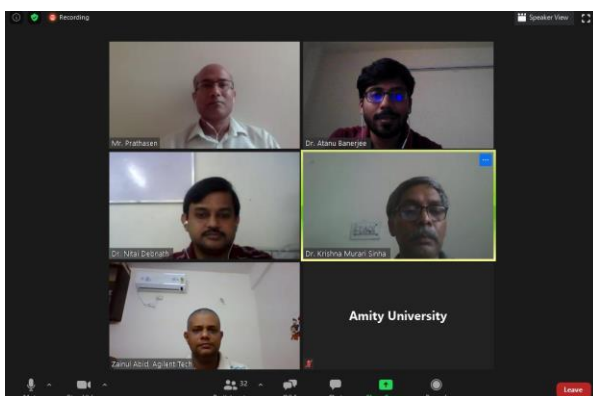 Recording
Speaker View
Mr. Prathasen
Dr. Atanu Banerjee
Dr. Nitai Debnath
Dr. Krishna Murari Sinha
Zainul Abid. Agilent Tech
Amity University
32
Leave